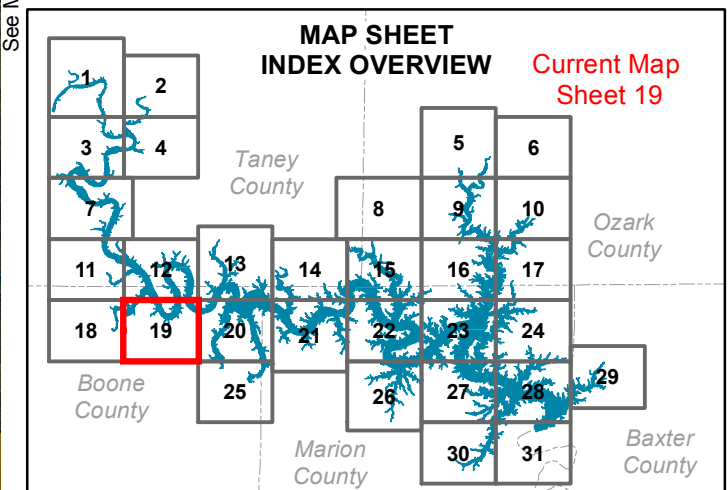 See
MAP SHEET
INDEX OVERVIEW
Current Map
Sheet 19
1
2
3
4
5
6
Taney
County
7
8
9
10
Ozark
County
11
12
13
14
15
16
17
18
19
20
21
22
23
24
Boone
County
25
26
27
28
29
Marion
County
30
31
Baxter
County